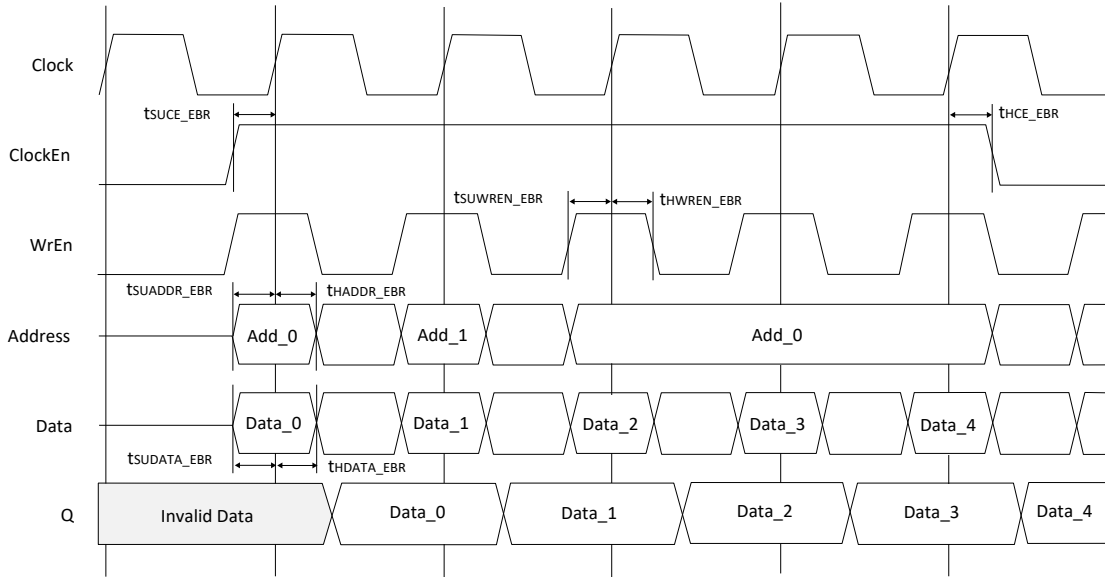 Clock
tSUCE_EBR
tHCE_EBR
ClockEn
tSUWREN_EBR
tHWREN_EBR
WrEn
tSUADDR_EBR
tHADDR_EBR
Address
Add_0
Add_1
Add_0
Data
Data_0
Data_1
Data_2
Data_3
Data_4
tSUDATA_EBR
tHDATA_EBR
Q
Invalid Data
Data_0
Data_1
Data_2
Data_3
Data_4